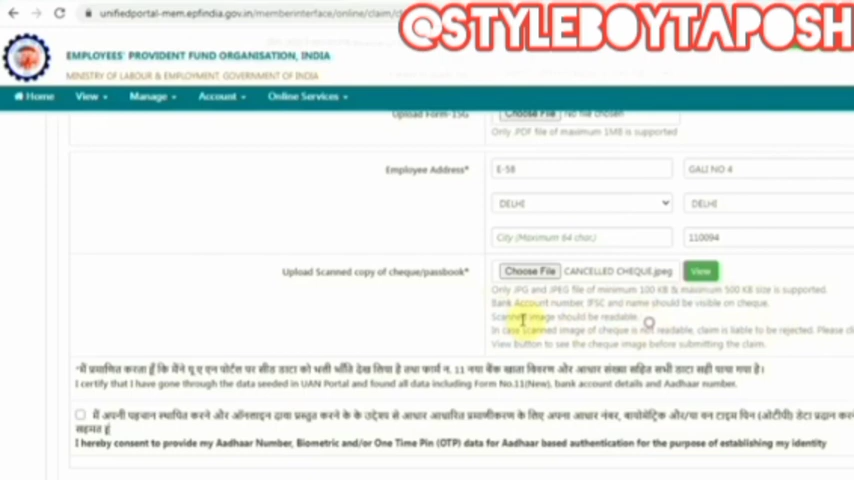 unifiedportal-mem.epfindia.gov.in/memberinterface/online/claim/
@STYLEBOYTAPOSH
EMPLOYEES' PROVIDENT FUND ORGANISATION, INDIA
MINISTRY OF LABOUR & EMPLOYMENT, GOVERNMENT OF INDIA
Home View Manage Account Online Services
Upload Form-15G Choose File No file chosen
Only .PDF file of maximum 1MB is supported
Employee Address* E-58 GALI NO 4
DELHI DELHI
City (Maximum 64 char.) 110094
Upload Scanned copy of cheque/passbook* Choose File CANCELLED CHEQUE.jpeg View
Only JPG and JPEG file of minimum 100 KB & maximum 500 KB size is supported.
Bank Account number, IFSC and name should be visible on cheque.
Scanned image should be readable.
In case Scanned image of cheque is not readable, claim is liable to be rejected. Please
View button to see the cheque image before submitting the claim.
"मैं प्रमाणित करता हूँ कि मैंने यू ए एन पोर्टल पर सीड डाटा को भली भाँति देख लिया है तथा फार्म न. 11 नया बैंक खाता विवरण और आधार संख्या सहित सभी डाटा सही पाया गया है।
I certify that I have gone through the data seeded in UAN Portal and found all data including Form No.11(New), bank account details and Aadhaar number.
मैं अपनी पहचान स्थापित करने और ऑनलाइन द्वारा प्रस्तुत करने के के उद्देश्य से आधार आधारित प्रमाणीकरण के लिए अपना आधार नंबर, बायोमेट्रिक और/या वन टाइम पिन (ओटीपी) डेटा प्रदान
सहमत हूं
I hereby consent to provide my Aadhaar Number, Biometric and/or One Time Pin (OTP) data for Aadhaar based authentication for the purpose of establishing my identity